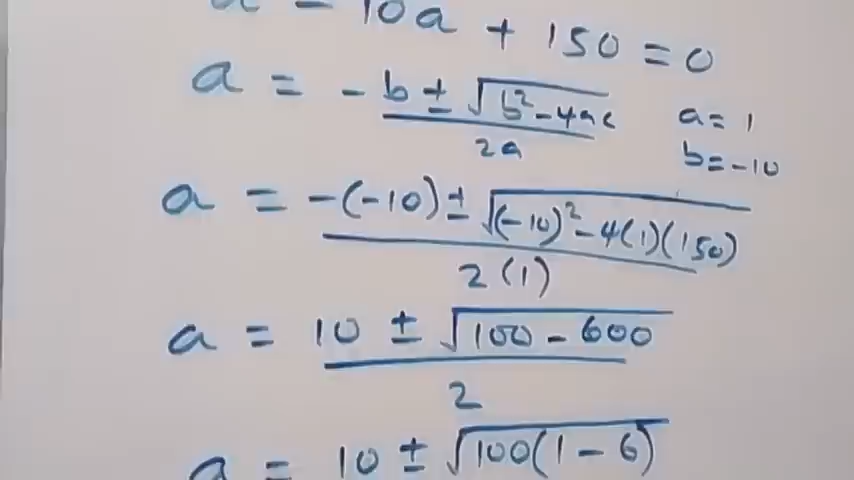 - 10a + 150 = 0
a = -b ± √b² - 4ac / 2a
a = 1
b = -10
a = -(-10) ± √(-10)² - 4(1)(150) / 2(1)
a = 10 ± √100 - 600 / 2
a = 10 ± √100(1 - 6)